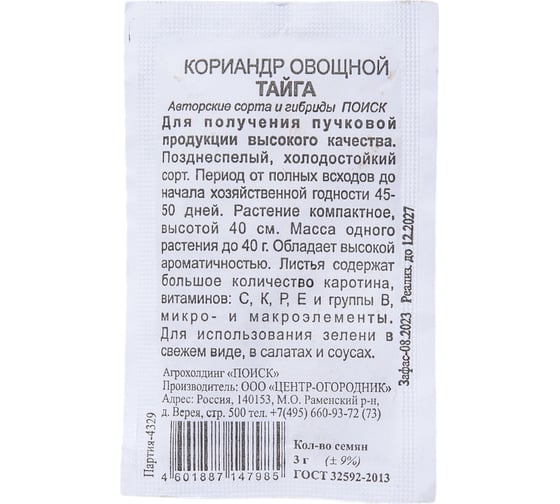 КОРИАНДР ОВОЩНОЙ
ТАЙГА
Авторские сорта и гибриды ПОИСК
Для получения пучковой
продукции высокого качества.
Позднеспелый, холодостойкий
сорт. Период от полных всходов до
начала хозяйственной годности 45-
50 дней. Растение компактное,
высотой 40 см. Масса одного
растения до 40 г. Обладает высокой
ароматичностью. Листья содержат
большое количество каротина,
витаминов: С, К, Р, Е и группы В,
микро- и макроэлементы.
Для использования зелени в
свежем виде, в салатах и соусах.
Агрохолдинг «ПОИСК»
Производитель: ООО «ЦЕНТР-ОГОРОДНИК»
Адрес: Россия, 140153, М.О. Раменский р-н,
д. Верея, стр. 500 тел. +7(495) 660-93-72 (73)
Партия-4329
4 601887 147985
Кол-во семян
3 г (± 9%)
ГОСТ 32592-2013
Зафас-08.2023 Реализ. до 12.2027